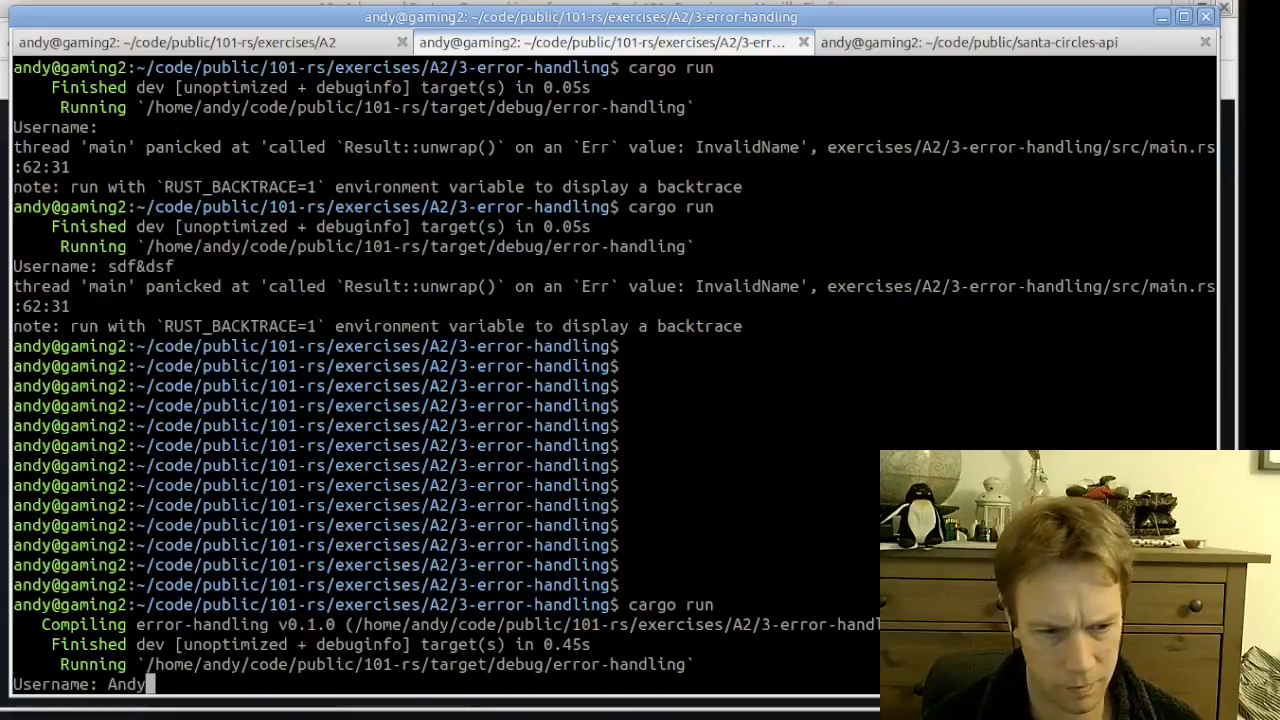 andy@gaming2: ~/code/public/101-rs/exercises/A2/3-error-handling
andy@gaming2: ~/code/public/101-rs/exercises/A2
andy@gaming2: ~/code/public/101-rs/exercises/A2/3-err...
andy@gaming2: ~/code/public/santa-circles-api
andy@gaming2:~/code/public/101-rs/exercises/A2/3-error-handling$ cargo run
Finished dev [unoptimized + debuginfo] target(s) in 0.05s
Running `/home/andy/code/public/101-rs/target/debug/error-handling`
Username:
thread 'main' panicked at 'called `Result::unwrap()` on an `Err` value: InvalidName', exercises/A2/3-error-handling/src/main.rs
:62:31
note: run with `RUST_BACKTRACE=1` environment variable to display a backtrace
andy@gaming2:~/code/public/101-rs/exercises/A2/3-error-handling$ cargo run
Finished dev [unoptimized + debuginfo] target(s) in 0.05s
Running `/home/andy/code/public/101-rs/target/debug/error-handling`
Username: sdf&dsf
thread 'main' panicked at 'called `Result::unwrap()` on an `Err` value: InvalidName', exercises/A2/3-error-handling/src/main.rs
:62:31
note: run with `RUST_BACKTRACE=1` environment variable to display a backtrace
andy@gaming2:~/code/public/101-rs/exercises/A2/3-error-handling$
andy@gaming2:~/code/public/101-rs/exercises/A2/3-error-handling$
andy@gaming2:~/code/public/101-rs/exercises/A2/3-error-handling$
andy@gaming2:~/code/public/101-rs/exercises/A2/3-error-handling$
andy@gaming2:~/code/public/101-rs/exercises/A2/3-error-handling$
andy@gaming2:~/code/public/101-rs/exercises/A2/3-error-handling$
andy@gaming2:~/code/public/101-rs/exercises/A2/3-error-handling$
andy@gaming2:~/code/public/101-rs/exercises/A2/3-error-handling$
andy@gaming2:~/code/public/101-rs/exercises/A2/3-error-handling$
andy@gaming2:~/code/public/101-rs/exercises/A2/3-error-handling$
andy@gaming2:~/code/public/101-rs/exercises/A2/3-error-handling$
andy@gaming2:~/code/public/101-rs/exercises/A2/3-error-handling$
andy@gaming2:~/code/public/101-rs/exercises/A2/3-error-handling$
andy@gaming2:~/code/public/101-rs/exercises/A2/3-error-handling$ cargo run
Compiling error-handling v0.1.0 (/home/andy/code/public/101-rs/exercises/A2/3-error-handl
Finished dev [unoptimized + debuginfo] target(s) in 0.45s
Running `/home/andy/code/public/101-rs/target/debug/error-handling`
Username: Andy